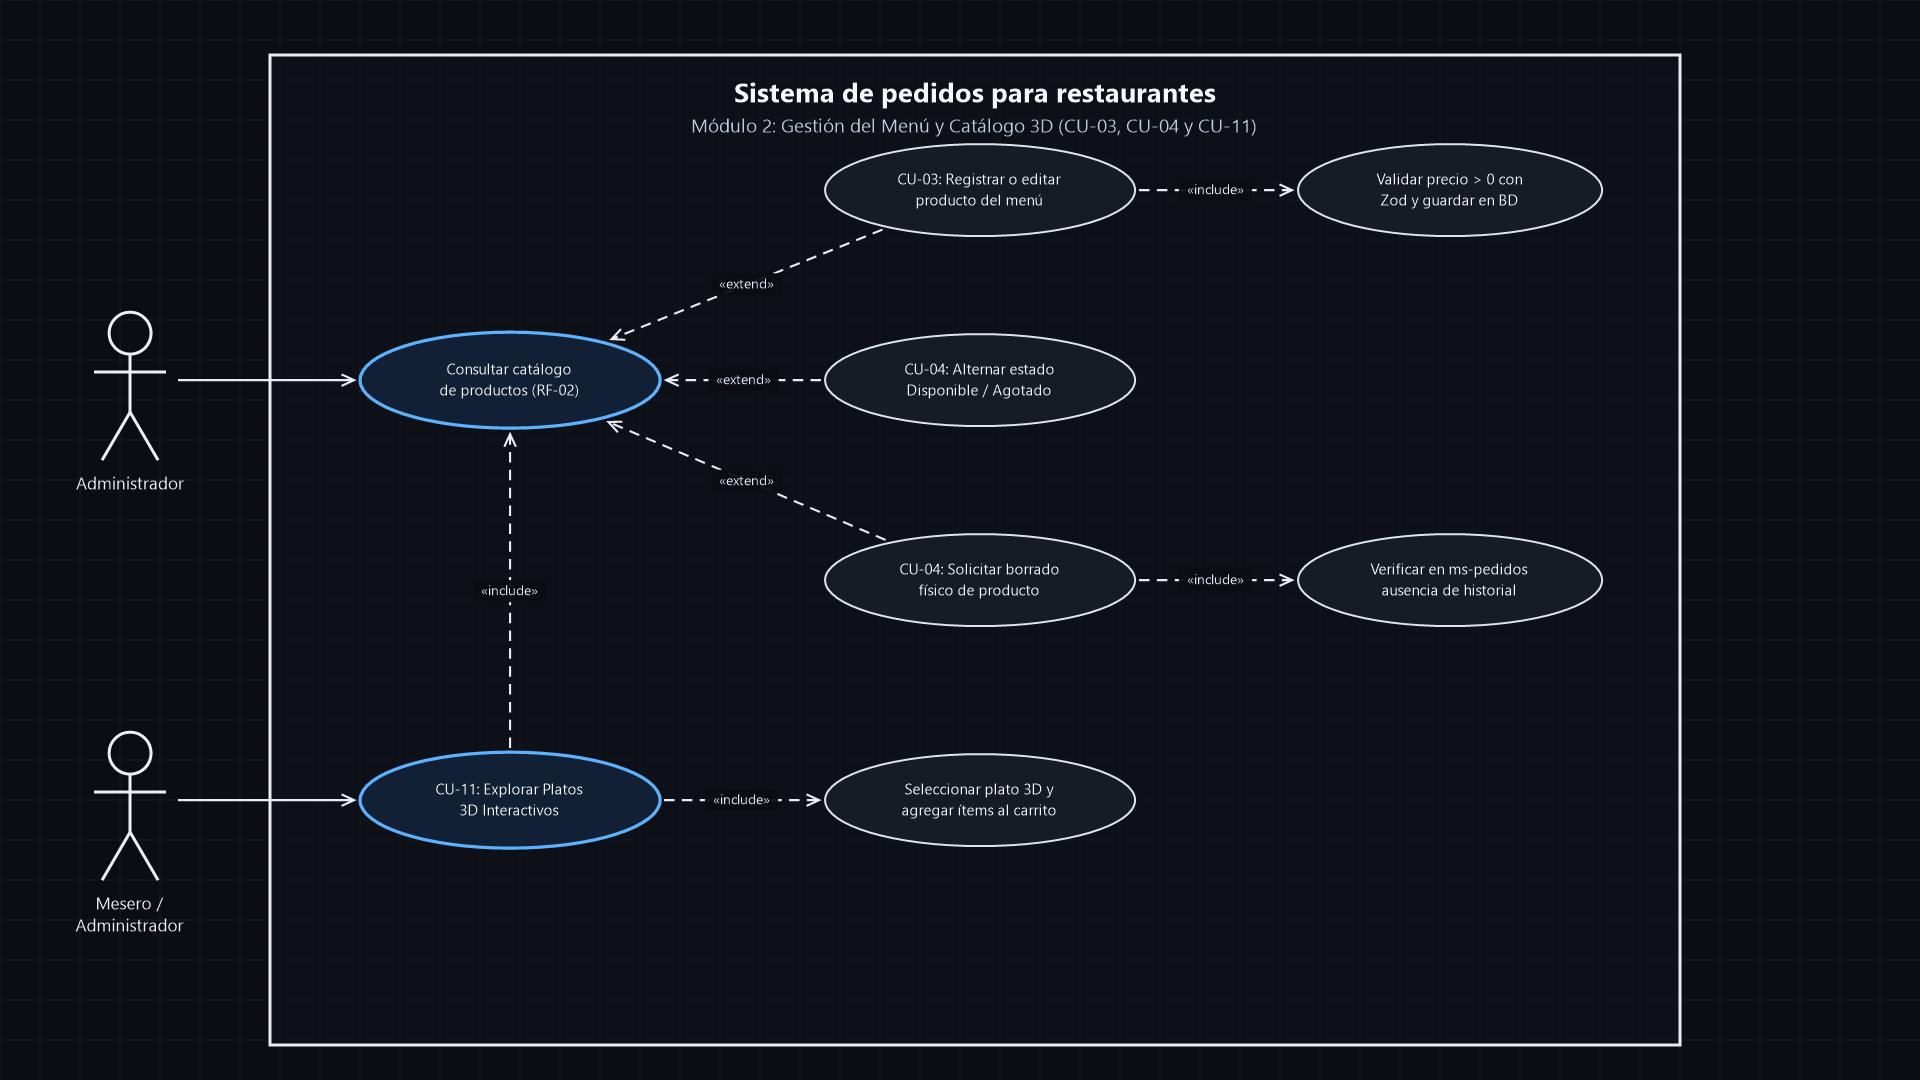 Sistema de pedidos para restaurantes
Módulo 2: Gestión del Menú y Catálogo 3D (CU-03, CU-04 y CU-11)
CU-03: Registrar o editar
producto del menú
«include»
Validar precio > 0 con
Zod y guardar en BD
«extend»
Administrador
Consultar catálogo
de productos (RF-02)
«extend»
CU-04: Alternar estado
Disponible / Agotado
«extend»
CU-04: Solicitar borrado
físico de producto
«include»
Verificar en ms-pedidos
ausencia de historial
«include»
Mesero /
Administrador
CU-11: Explorar Platos
3D Interactivos
«include»
Seleccionar plato 3D y
agregar ítems al carrito